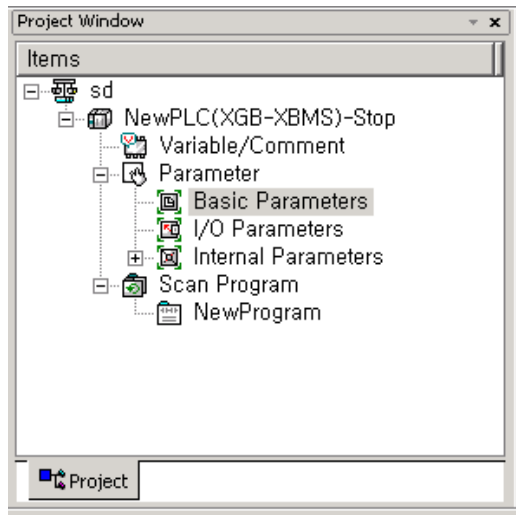 Project Window
Items
sd
NewPLC(XGB-XBMS)-Stop
Variable/Comment
Parameter
Basic Parameters
I/O Parameters
Internal Parameters
Scan Program
NewProgram
Project